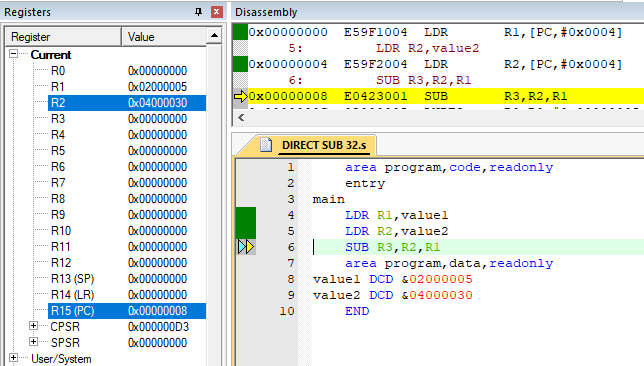 Registers
Register Value
Current
R0 0x00000000
R1 0x02000005
R2 0x04000030
R3 0x00000000
R4 0x00000000
R5 0x00000000
R6 0x00000000
R7 0x00000000
R8 0x00000000
R9 0x00000000
R10 0x00000000
R11 0x00000000
R12 0x00000000
R13 (SP) 0x00000000
R14 (LR) 0x00000000
R15 (PC) 0x00000008
CPSR 0x000000D3
SPSR 0x00000000
User/System
Disassembly
0x00000000 E59F1004 LDR R1,[PC,#0x0004]
5: LDR R2,value2
0x00000004 E59F2004 LDR R2,[PC,#0x0004]
6: SUB R3,R2,R1
0x00000008 E0423001 SUB R3,R2,R1
DIRECT SUB 32.s
1 area program,code,readonly
2 entry
3 main
4 LDR R1,value1
5 LDR R2,value2
6 SUB R3,R2,R1
7 area program,data,readonly
8 value1 DCD &02000005
9 value2 DCD &04000030
10 END